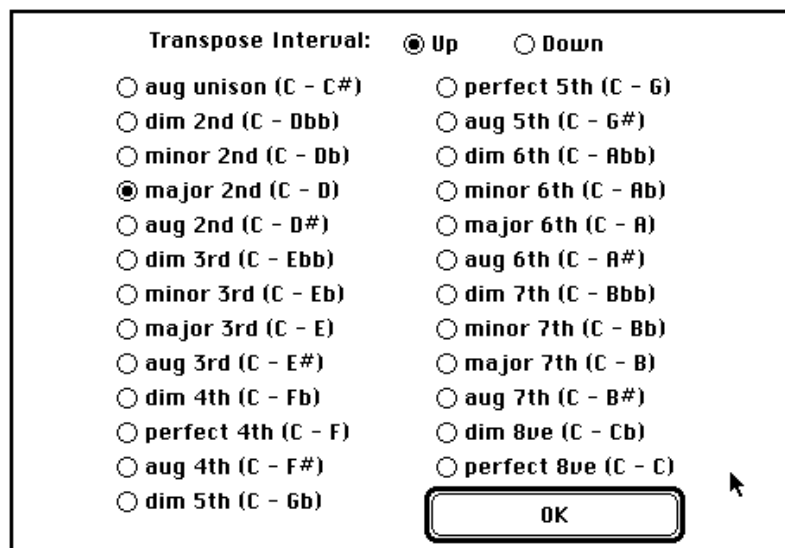 Transpose Interval: Up Down
aug unison (C - C#)
dim 2nd (C - Dbb)
minor 2nd (C - Db)
major 2nd (C - D)
aug 2nd (C - D#)
dim 3rd (C - Ebb)
minor 3rd (C - Eb)
major 3rd (C - E)
aug 3rd (C - E#)
dim 4th (C - Fb)
perfect 4th (C - F)
aug 4th (C - F#)
dim 5th (C - Gb)
perfect 5th (C - G)
aug 5th (C - G#)
dim 6th (C - Abb)
minor 6th (C - Ab)
major 6th (C - A)
aug 6th (C - A#)
dim 7th (C - Bbb)
minor 7th (C - Bb)
major 7th (C - B)
aug 7th (C - B#)
dim 8ve (C - Cb)
perfect 8ve (C - C)
OK